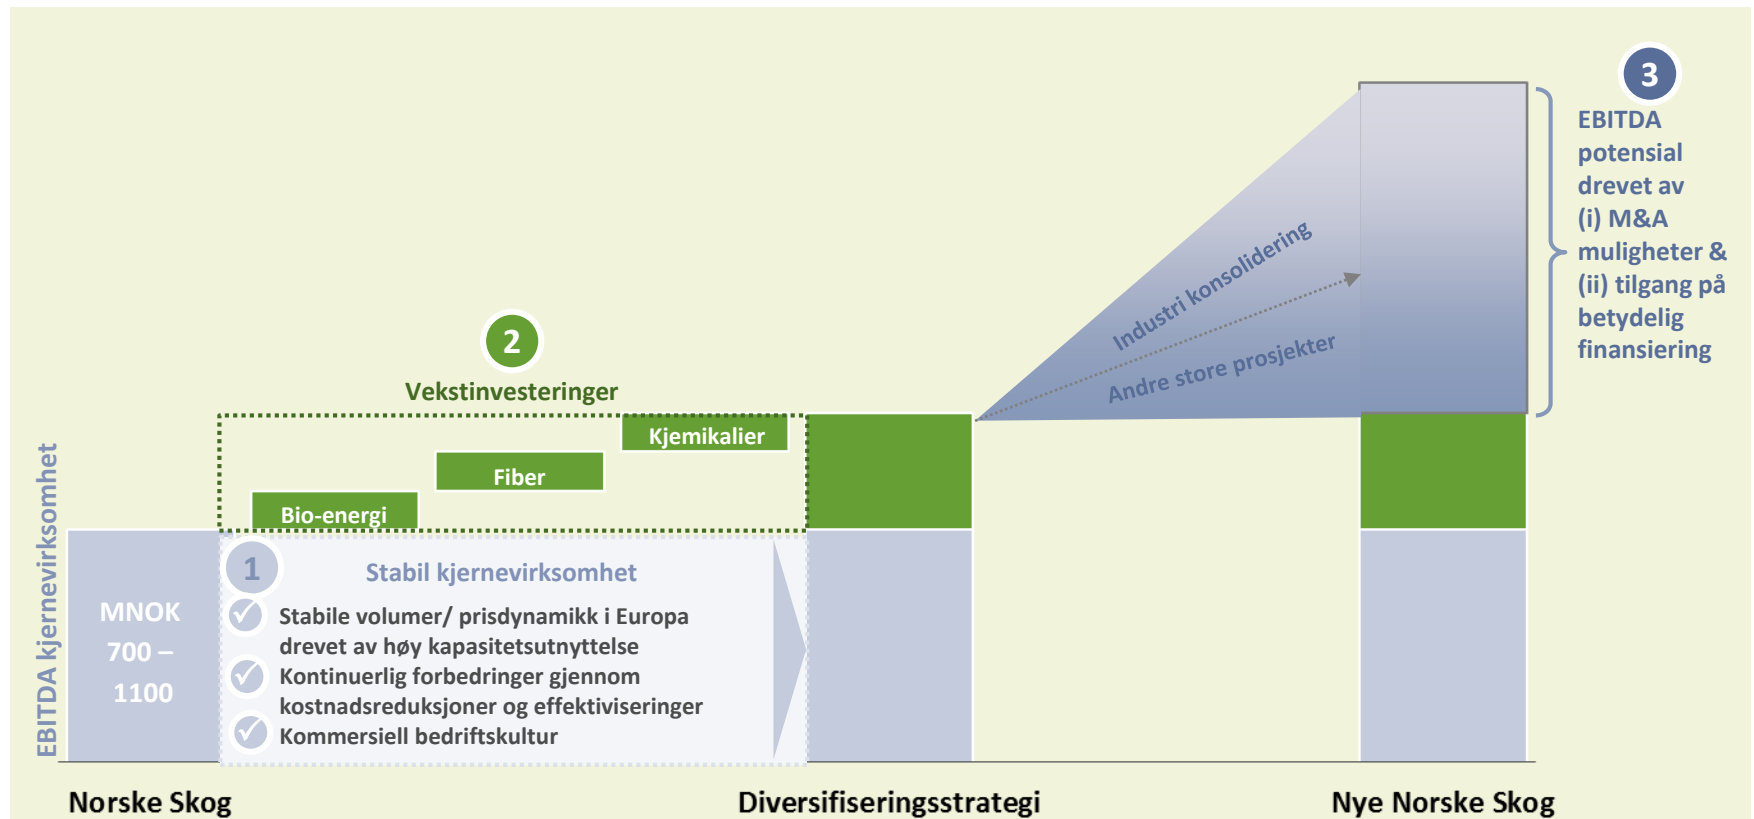 3
EBITDA
potensial
drevet av
(i) M&A
muligheter &
(ii) tilgang på
betydelig
finansiering
Industri konsolidering
Andre store prosjekter
2
Vekstinvesteringer
Kjemikalier
Fiber
Bio-energi
EBITDA kjernevirksomhet
MNOK
700 –
1100
1
Stabil kjernevirksomhet
Stabile volumer/ prisdynamikk i Europa
drevet av høy kapasitetsutnyttelse
Kontinuerlig forbedringer gjennom
kostnadsreduksjoner og effektiviseringer
Kommersiell bedriftskultur
Norske Skog
Diversifiseringsstrategi
Nye Norske Skog